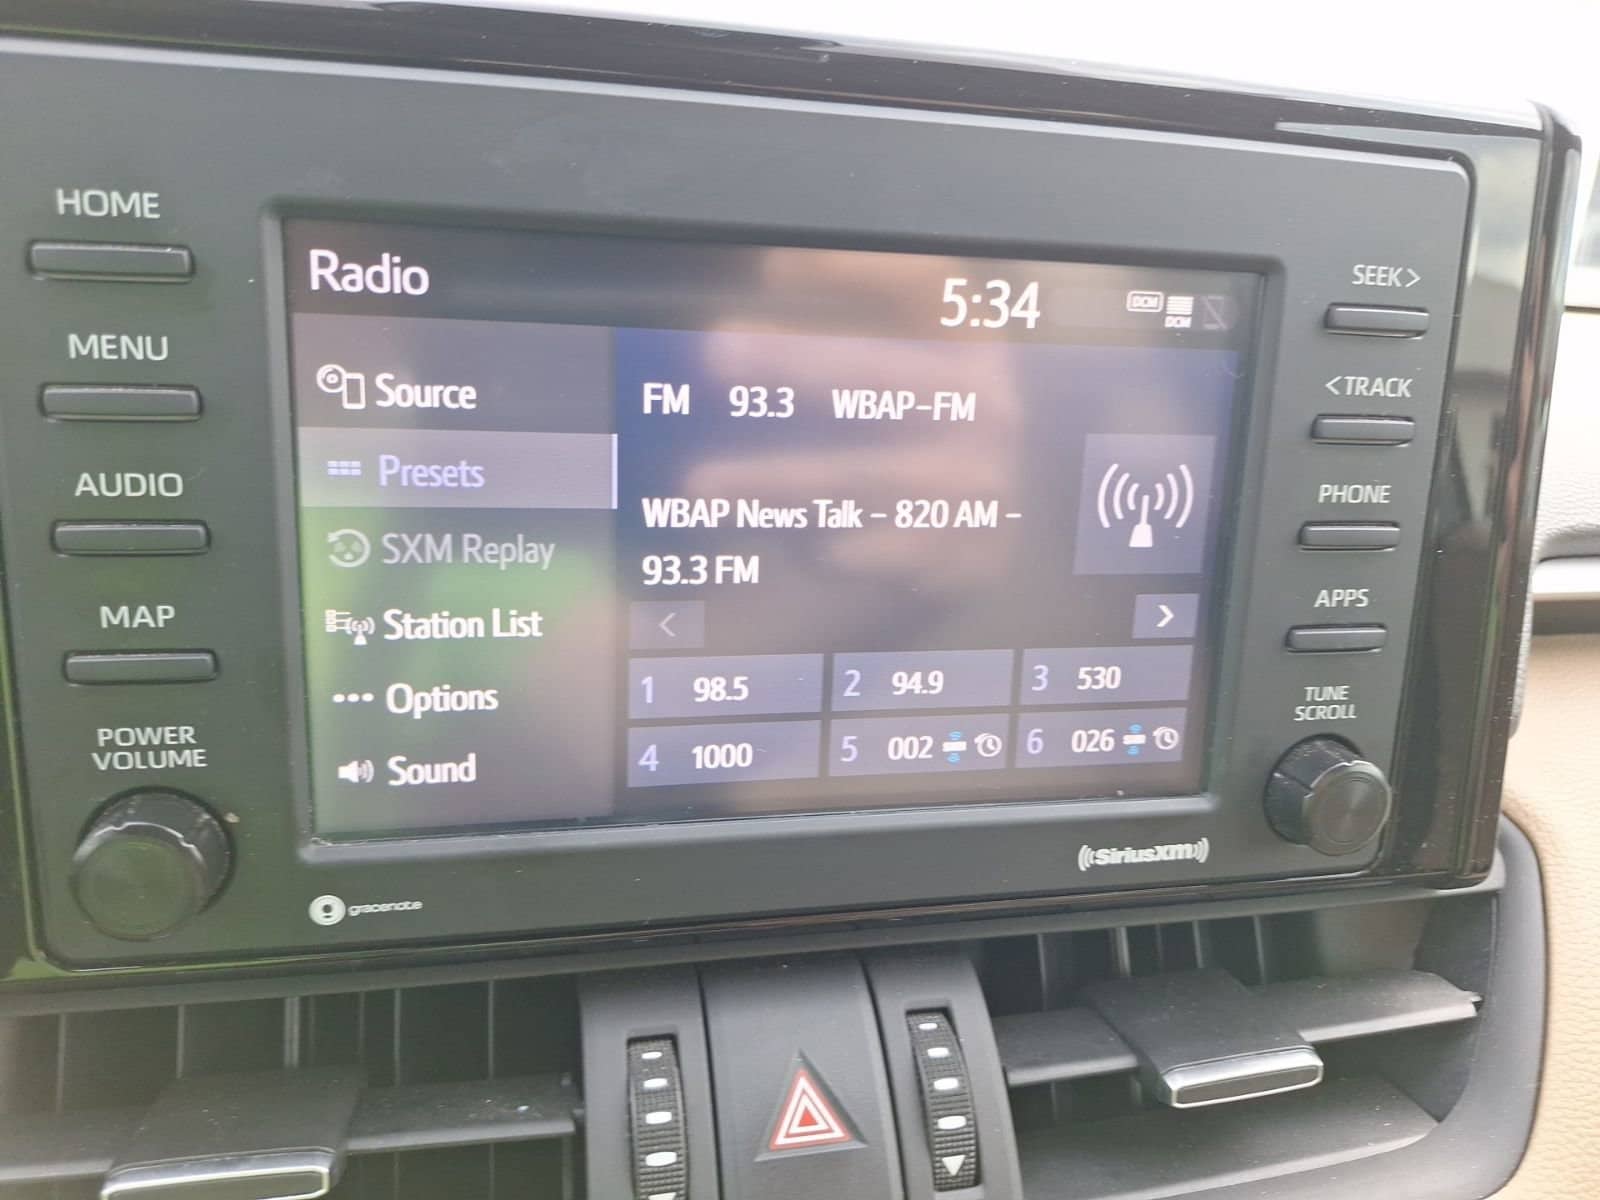 HOME
MENU
AUDIO
MAP
POWER
VOLUME
Radio
5:34
DCM
DCM
Source
Presets
SXM Replay
Station List
Options
Sound
FM 93.3 WBAP-FM
WBAP News Talk - 820 AM -
93.3 FM
< >
1 98.5 2 94.9 3 530
4 1000 5 002 6 026
SEEK >
< TRACK
PHONE
APPS
TUNE
SCROLL
gracenote
((SiriusXM))